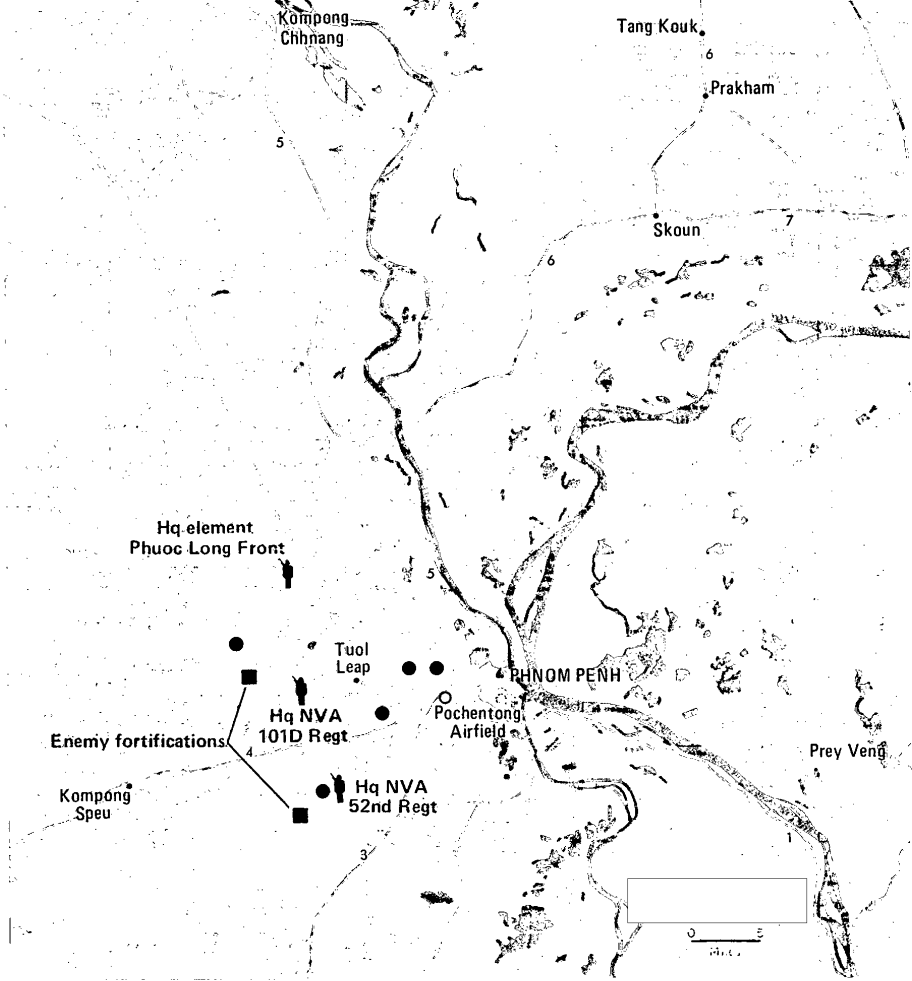 Kompong
Chhnang
Tang Kouk
6
Prakham
5
Skoun
7
6
Hq element
Phuoc Long Front
5
Tuol
Leap
PHNOM PENH
Hq NVA
101D Regt
Pochentong
Airfield
Enemy fortifications
4
Prey Veng
Kompong
Speu
Hq NVA
52nd Regt
1
3
0 5